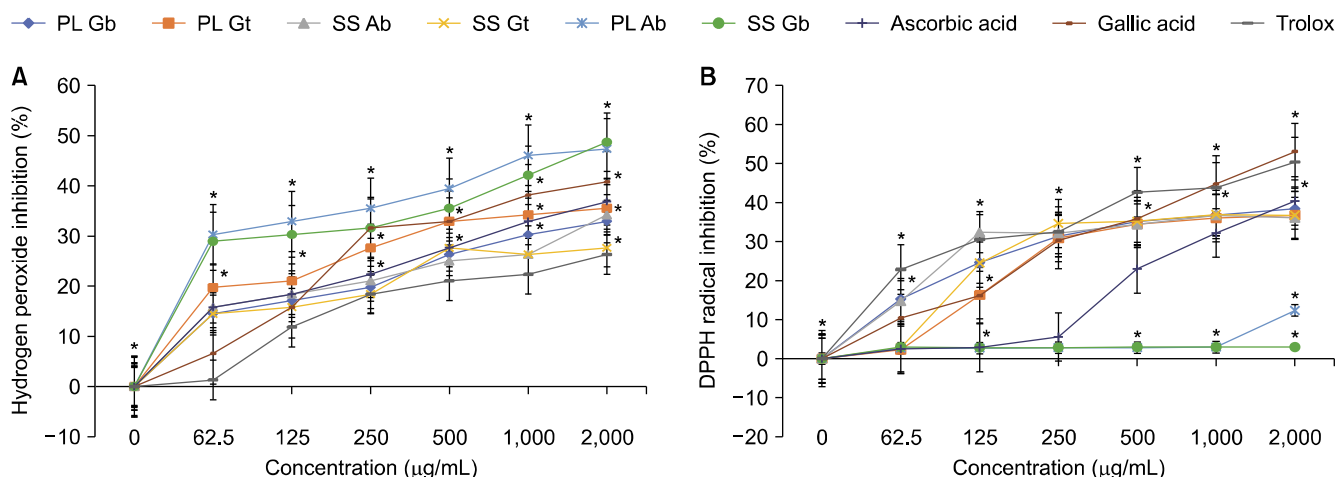 PL Gb PL Gt SS Ab SS Gt PL Ab SS Gb Ascorbic acid Gallic acid Trolox
A
Hydrogen peroxide inhibition (%)
60
50
40
30
20
10
0
−10
* * * * * * * * * * * * * * * * * *
0 62.5 125 250 500 1,000 2,000
Concentration (μg/mL)
B
DPPH radical inhibition (%)
70
60
50
40
30
20
10
0
−10
−20
* * * * * * * * * * * * * * * * * *
0 62.5 125 250 500 1,000 2,000
Concentration (μg/mL)